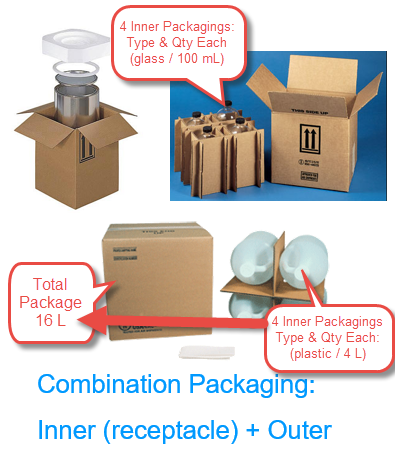 4 Inner Packagings:
Type & Qty Each
(glass / 100 mL)
THIS SIDE UP
Total
Package
16 L
4 Inner Packagings
Type & Qty Each:
(plastic / 4 L)
Combination Packaging:
Inner (receptacle) + Outer